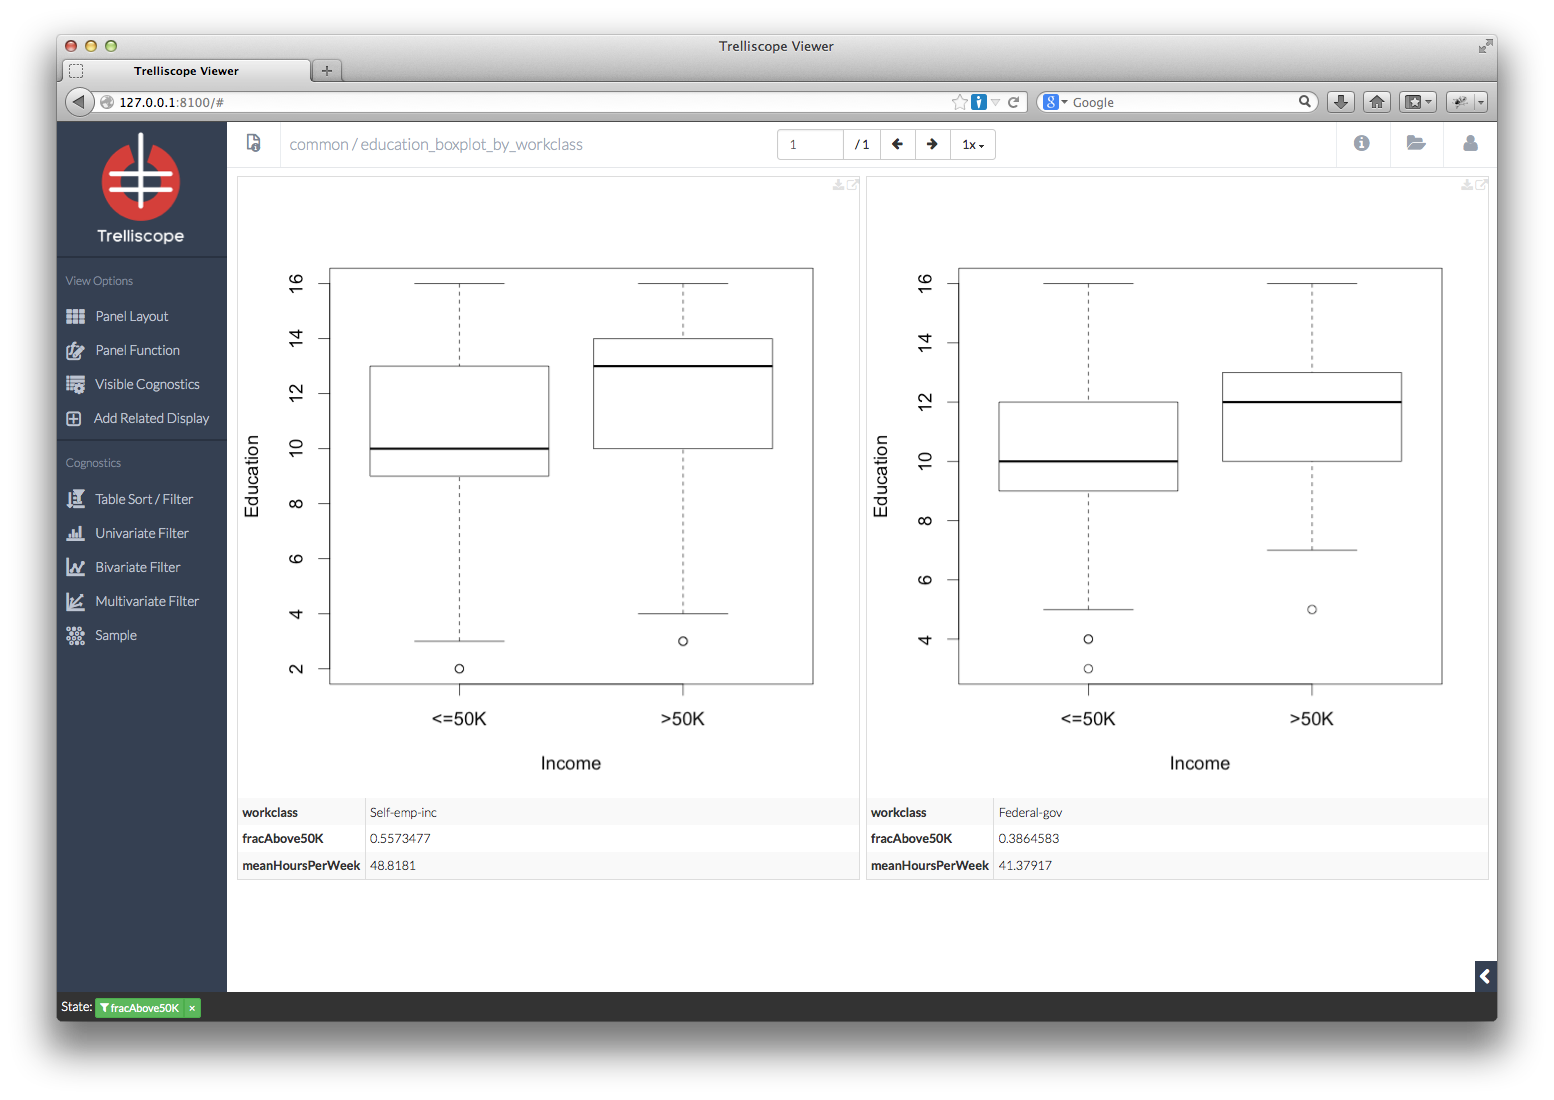 Trelliscope Viewer
Trelliscope Viewer
127.0.0.1:8100/#
8 Google
Trelliscope
common / education_boxplot_by_workclass
1 / 1 1x
View Options
Panel Layout
Panel Function
Visible Cognostics
Add Related Display
Cognostics
Table Sort / Filter
Univariate Filter
Bivariate Filter
Multivariate Filter
Sample
Education
16
14
12
10
8
6
4
2
<=50K >50K
Income
workclass Self-emp-inc
fracAbove50K 0.5573477
meanHoursPerWeek 48.8181
Education
16
14
12
10
8
6
4
<=50K >50K
Income
workclass Federal-gov
fracAbove50K 0.3864583
meanHoursPerWeek 41.37917
State: fracAbove50K ×